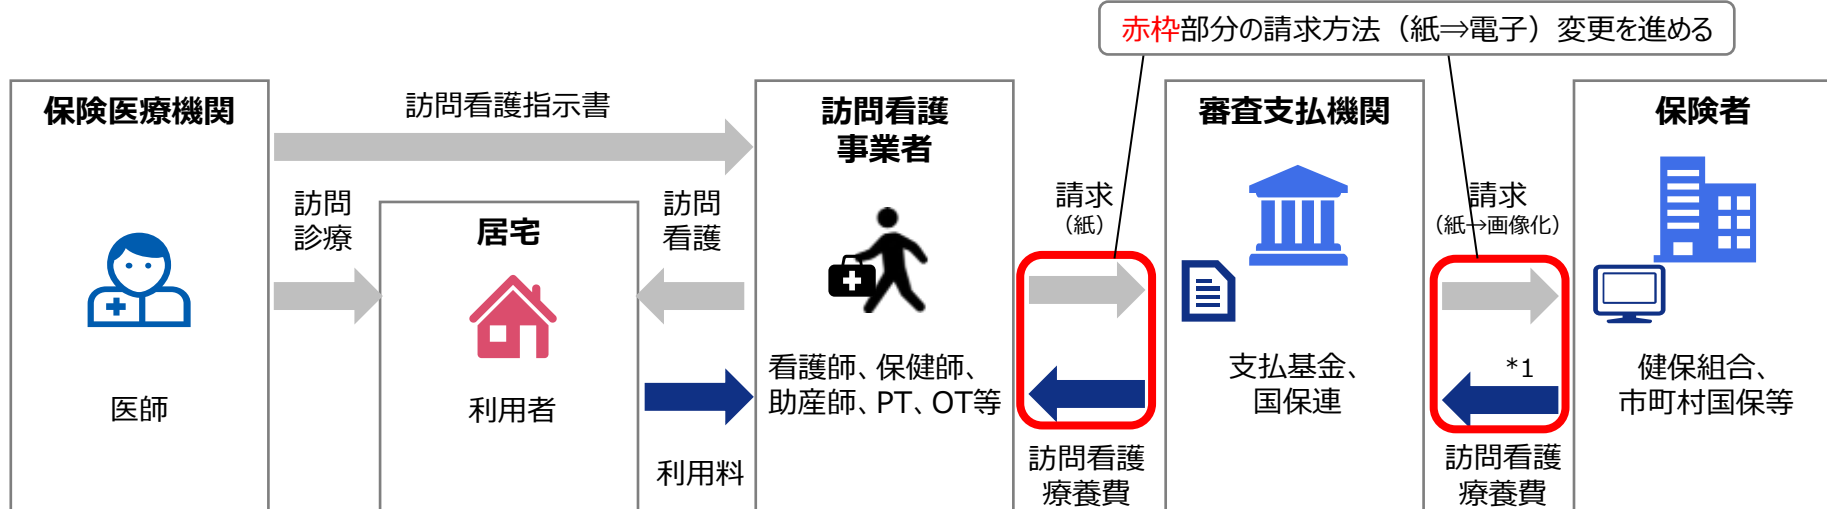 赤枠部分の請求方法（紙⇒電子）変更を進める
保険医療機関
訪問看護指示書
訪問看護
事業者
審査支払機関
保険者
訪問
診療
居宅
訪問
看護
請求
（紙）
請求
（紙→画像化）
医師
利用者
看護師、保健師、
助産師、PT、OT等
支払基金、
国保連
*1
健保組合、
市町村国保等
利用料
訪問看護
療養費
訪問看護
療養費